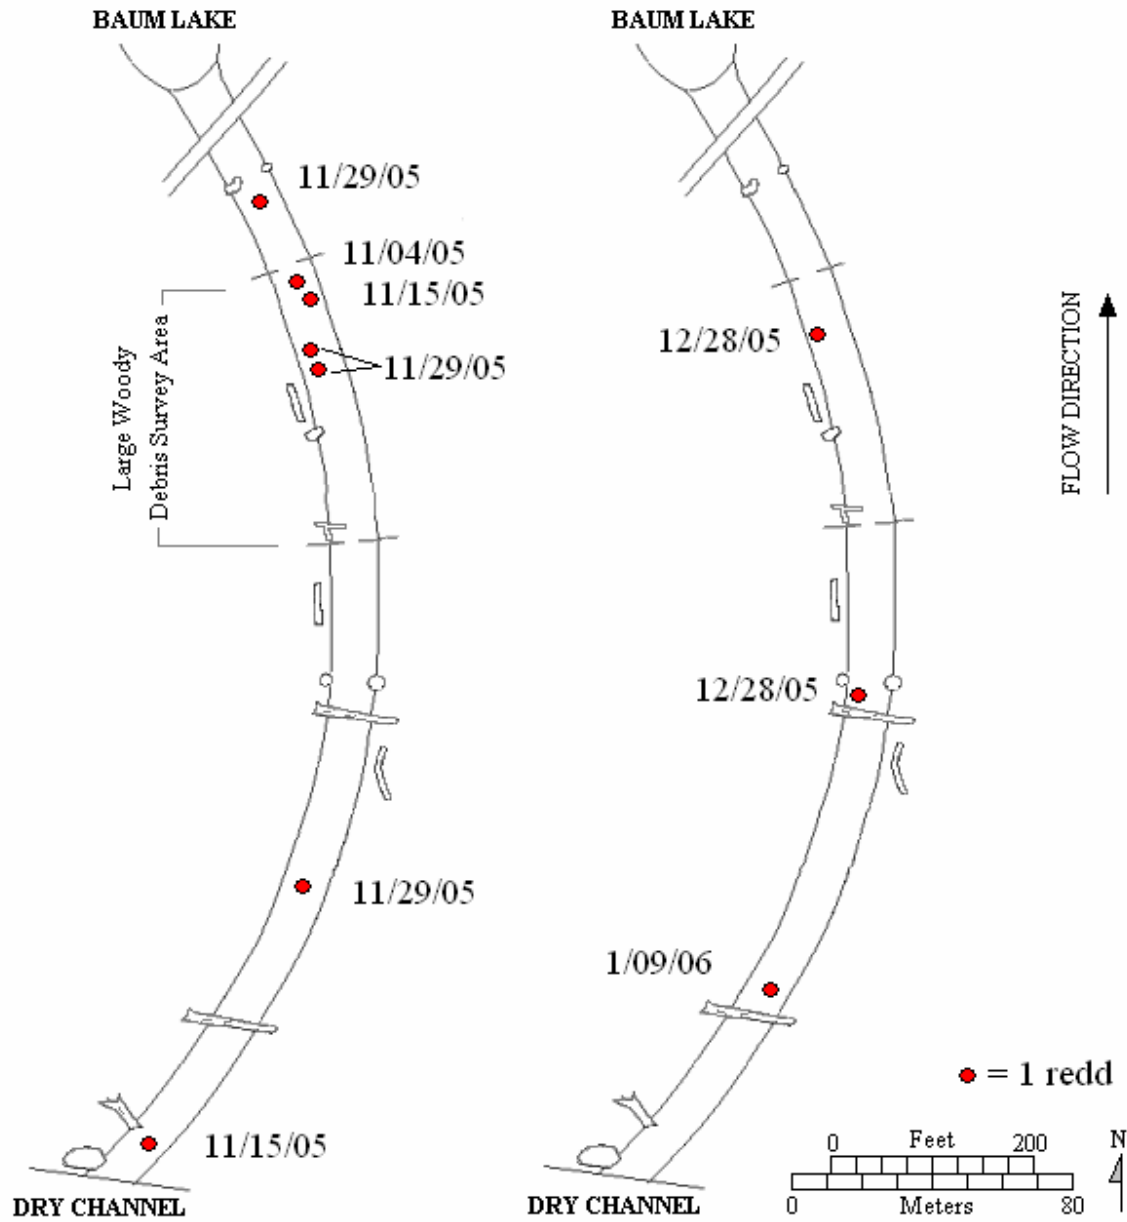 BAUM LAKE
11/29/05
11/04/05
11/15/05
11/29/05
Large Woody
Debris Survey Area
11/29/05
11/15/05
DRY CHANNEL
BAUM LAKE
12/28/05
12/28/05
1/09/06
DRY CHANNEL
FLOW DIRECTION
= 1 redd
0 Feet 200
N
0 Meters 80